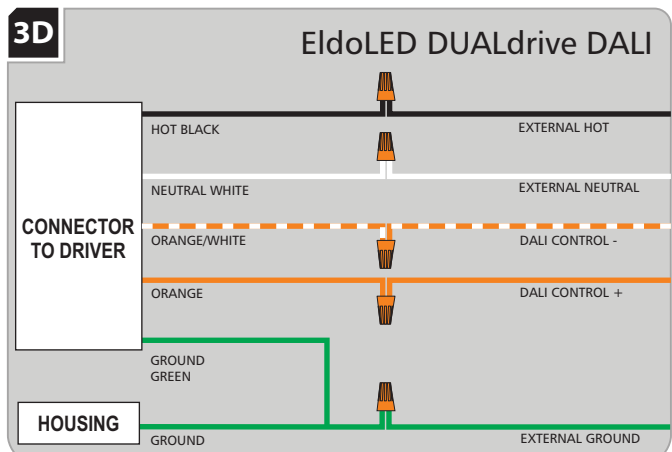 3D
EldoLED DUALdrive DALI
HOT BLACK
EXTERNAL HOT
NEUTRAL WHITE
EXTERNAL NEUTRAL
CONNECTOR
TO DRIVER
ORANGE/WHITE
DALI CONTROL -
ORANGE
DALI CONTROL +
GROUND
GREEN
HOUSING
GROUND
EXTERNAL GROUND